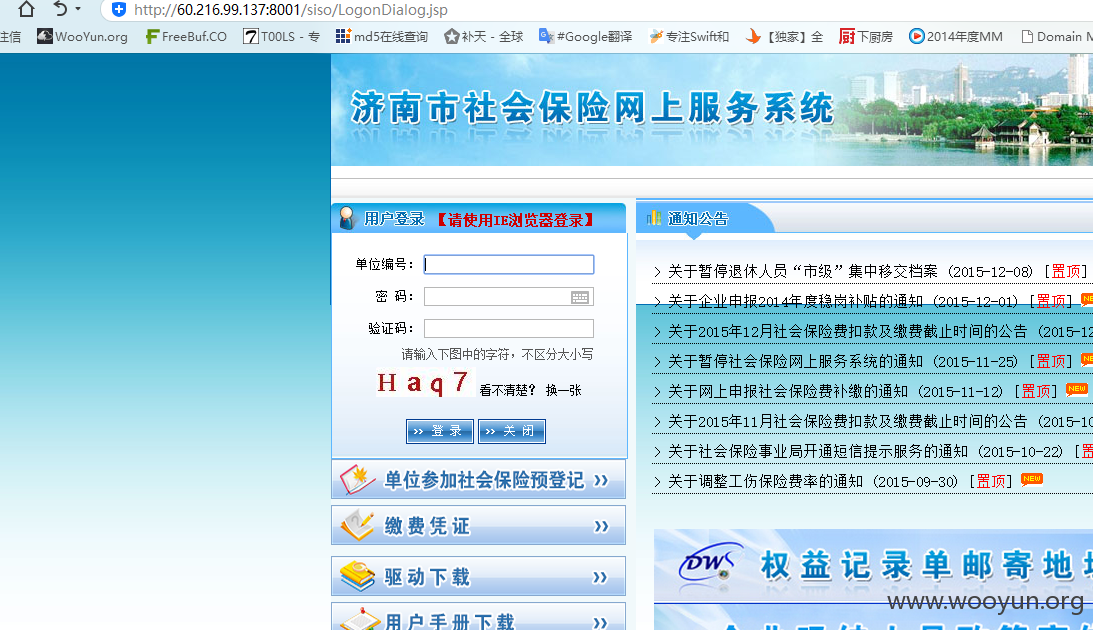 http://60.216.99.137:8001/siso/LogonDialog.jsp
注信 WooYun.org FreeBuf.CO T00LS - 专 md5在线查询 补天 - 全球 #Google翻译 专注Swift和 【独家】全 下厨房 2014年度MM Domain
济南市社会保险网上服务系统
用户登录 【请使用IE浏览器登录】
单位编号：
密 码：
验证码：
请输入下图中的字符，不区分大小写
H a q 7 看不清楚？ 换一张
>> 登 录 >> 关 闭
单位参加社会保险预登记 >>
缴费凭证 >>
驱动下载 >>
用户手册下载 >>
通知公告
> 关于暂停退休人员“市级”集中移交档案 (2015-12-08) [置顶]
> 关于企业申报2014年度稳岗补贴的通知 (2015-12-01) [置顶]
> 关于2015年12月社会保险费扣款及缴费截止时间的公告 (2015-12
> 关于暂停社会保险网上服务系统的通知 (2015-11-25) [置顶]
> 关于网上申报社会保险费补缴的通知 (2015-11-12) [置顶] NEW
> 关于2015年11月社会保险费扣款及缴费截止时间的公告 (2015-10
> 关于社会保险事业局开通短信提示服务的通知 (2015-10-22) [置
> 关于调整工伤保险费率的通知 (2015-09-30) [置顶] NEW
DWS 权益记录单邮寄地
www.wooyun.org